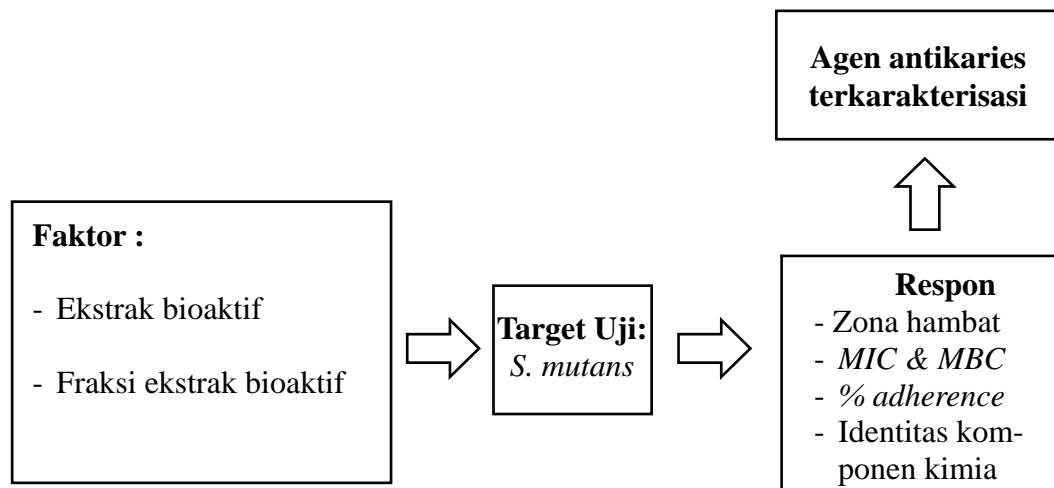 Agen antikaries
terkarakterisasi
Faktor :
- Ekstrak bioaktif
- Fraksi ekstrak bioaktif
Target Uji:
S. mutans
Respon
- Zona hambat
- MIC & MBC
- % adherence
- Identitas kom-
ponen kimia